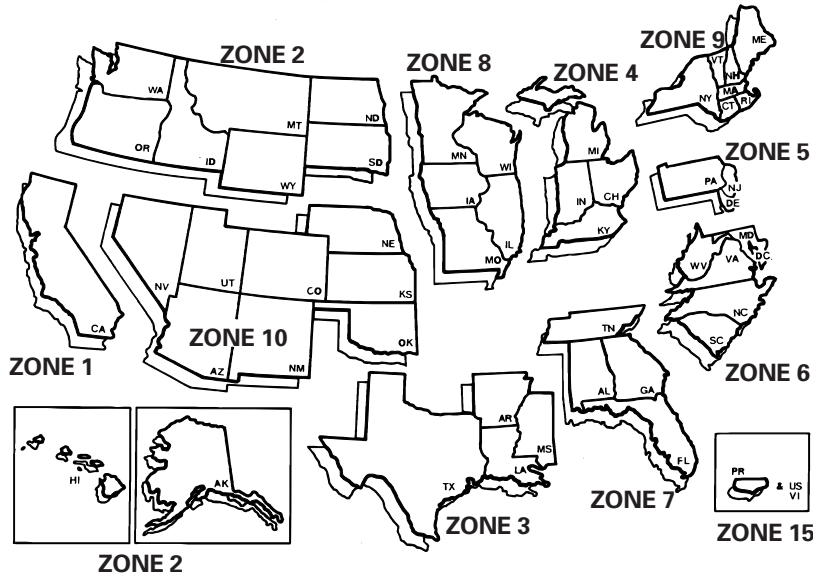 ZONE 2
ZONE 8
ZONE 4
ZONE 9
ME
VT
NH
MA
NY
CT
RI
WA
MT
ND
OR
ID
WY
SD
MN
WI
MI
IA
IN
CH
IL
MO
KY
ZONE 5
PA
NJ
DE
MD
DC
WV
VA
V
NC
SC
ZONE 6
CA
ZONE 1
NV
UT
CO
NE
KS
OK
ZONE 10
AZ
NM
TN
AL
GA
FL
ZONE 7
AR
MS
LA
TX
ZONE 3
HI
AK
ZONE 2
PR
& US
VI
ZONE 15